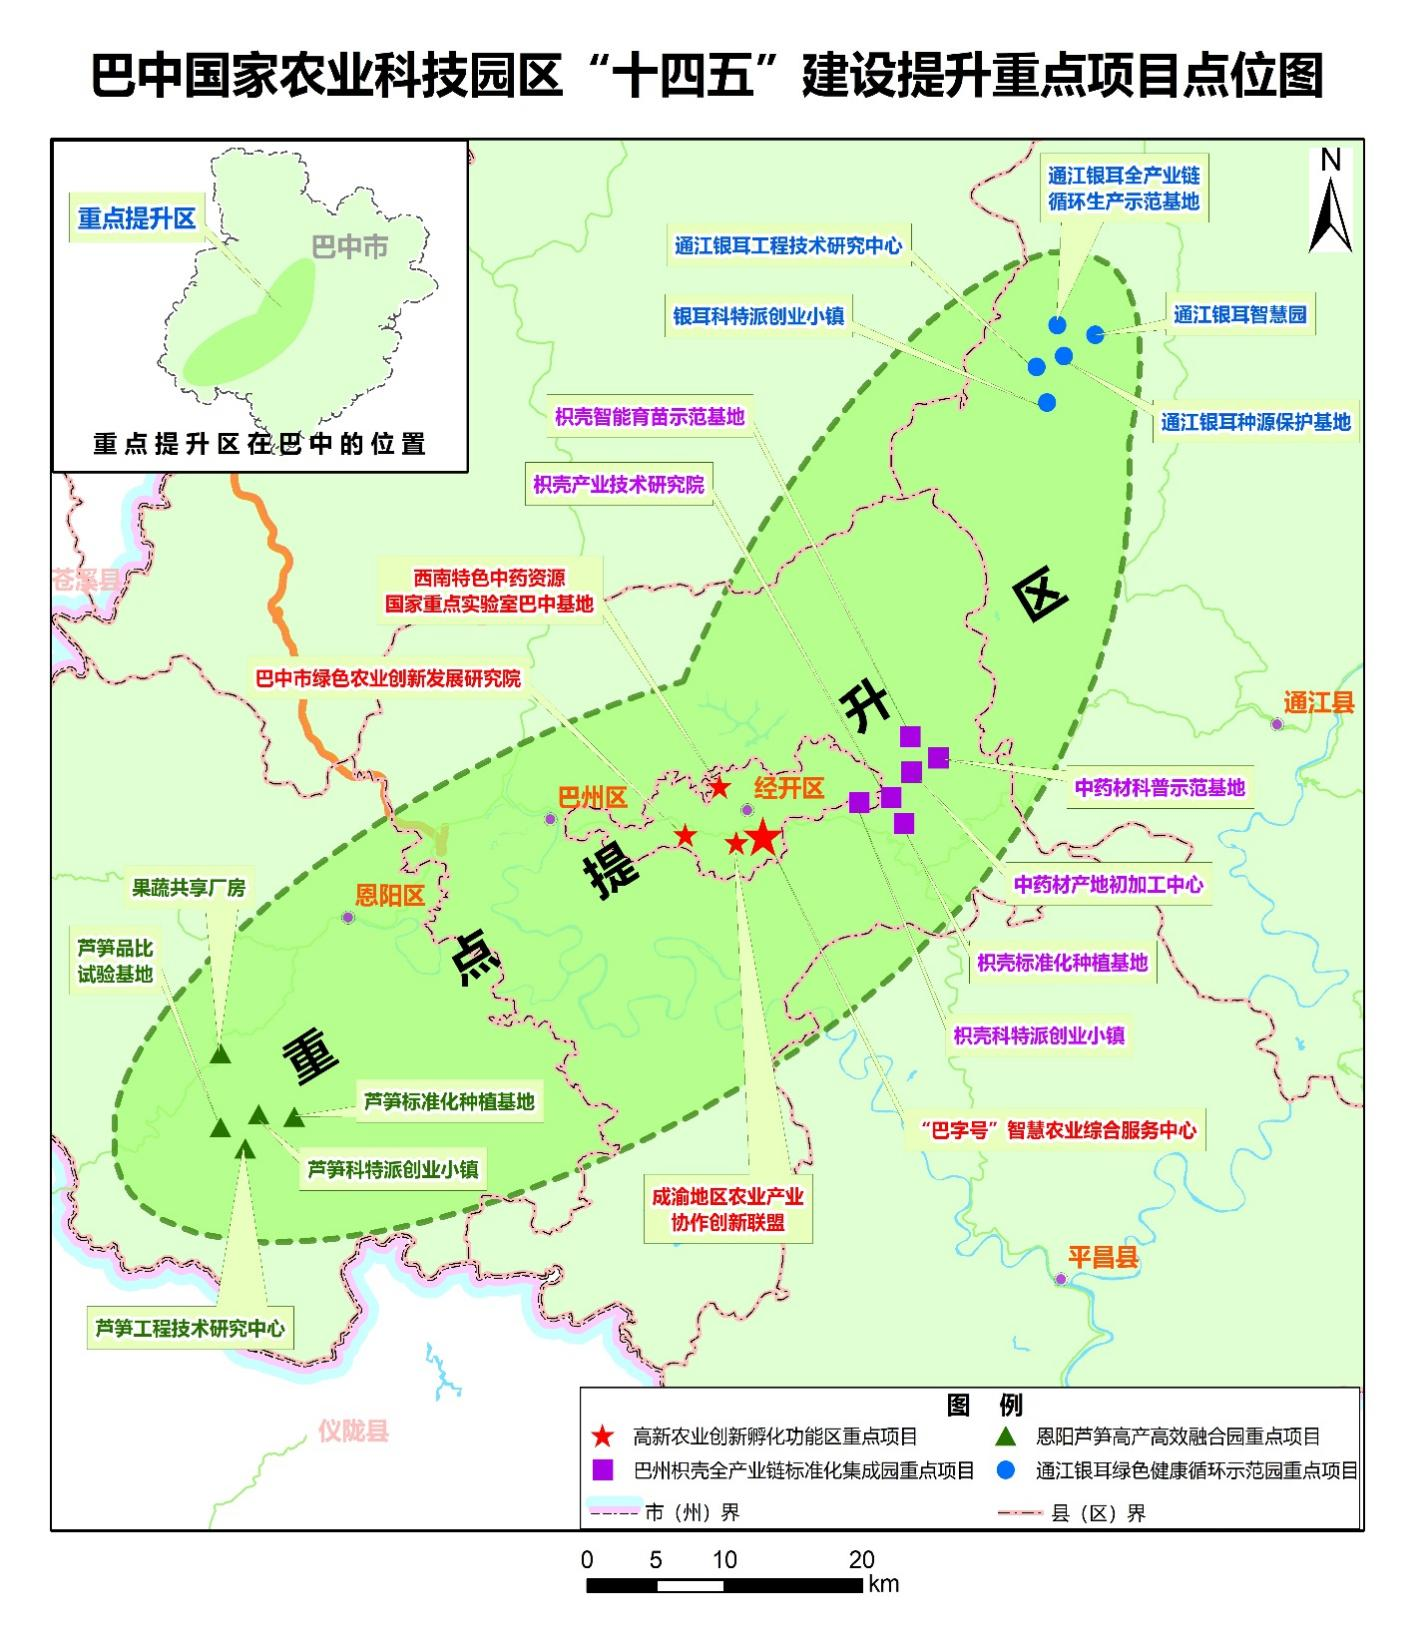 巴中国家农业科技园区“十四五”建设提升重点项目点位图
重点提升区
巴中市
重点提升区在巴中的位置
N
通江银耳全产业链
循环生产示范基地
通江银耳工程技术研究中心
银耳科特派创业小镇
通江银耳智慧园
通江银耳种源保护基地
枳壳智能育苗示范基地
枳壳产业技术研究院
苍溪县
西南特色中药资源
国家重点实验室巴中基地
巴中市绿色农业创新发展研究院
区
升
提
点
重
通江县
巴州区
经开区
恩阳区
中药材科普示范基地
中药材产地初加工中心
枳壳标准化种植基地
枳壳科特派创业小镇
果蔬共享厂房
芦笋品比
试验基地
芦笋标准化种植基地
芦笋科特派创业小镇
“巴字号”智慧农业综合服务中心
成渝地区农业产业
协作创新联盟
平昌县
芦笋工程技术研究中心
仪陇县
图 例
高新农业创新孵化功能区重点项目
恩阳芦笋高产高效融合园重点项目
巴州枳壳全产业链标准化集成园重点项目
通江银耳绿色健康循环示范园重点项目
市（州）界
县（区）界
0 5 10 20
km